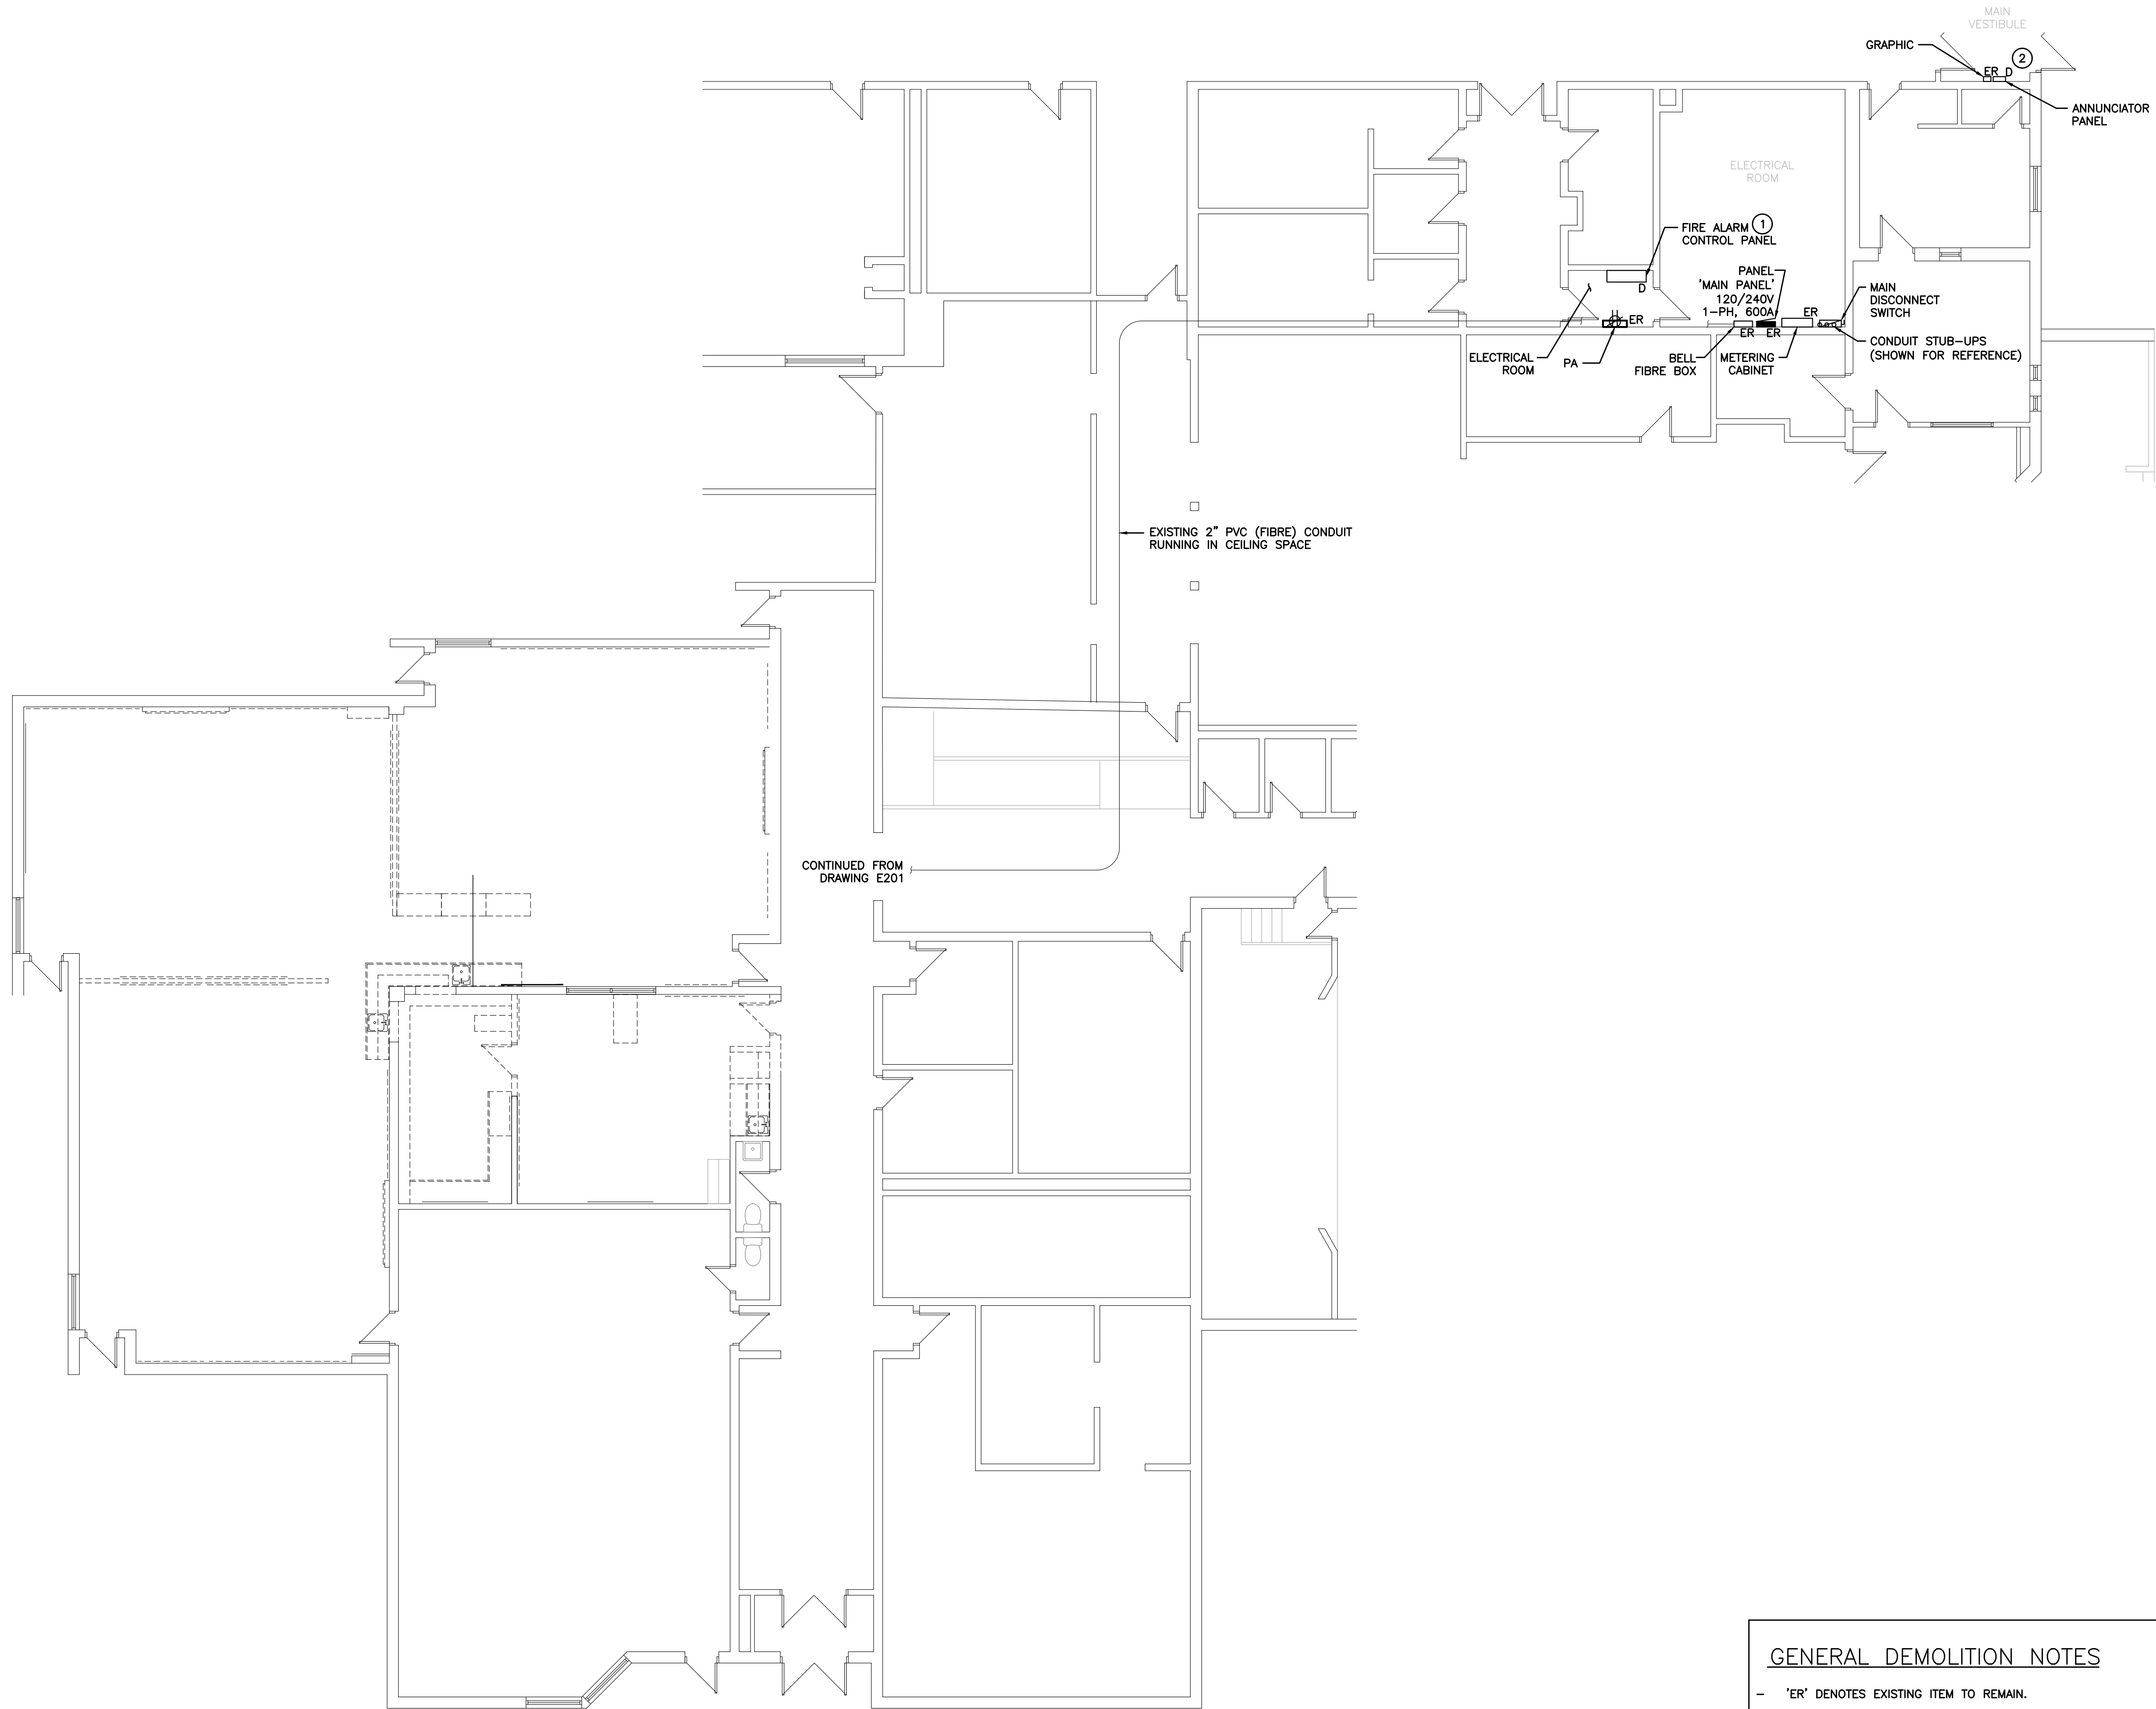 MAIN
VESTIBULE
GRAPHIC
ER D
2
ANNUNCIATOR
PANEL
ELECTRICAL
ROOM
FIRE ALARM 1
CONTROL PANEL
D
PANEL
'MAIN PANEL'
120/240V
1-PH, 600A
ER
MAIN
DISCONNECT
SWITCH
ER
ER ER
ELECTRICAL
ROOM
PA
BELL
FIBRE BOX
METERING
CABINET
CONDUIT STUB-UPS
(SHOWN FOR REFERENCE)
EXISTING 2" PVC (FIBRE) CONDUIT
RUNNING IN CEILING SPACE
CONTINUED FROM
DRAWING E201
GENERAL DEMOLITION NOTES
- 'ER' DENOTES EXISTING ITEM TO REMAIN.